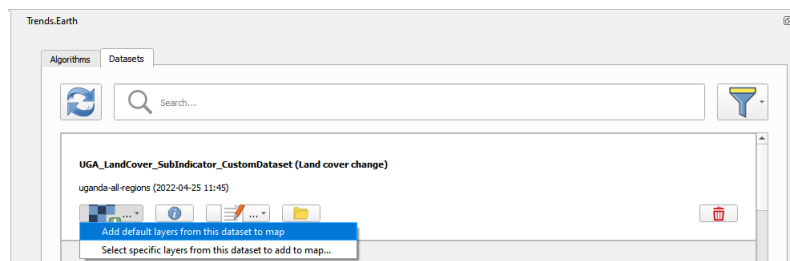 Trends.Earth
Algorithms Datasets
Search...
UGA_LandCover_SubIndicator_CustomDataset (Land cover change)
uganda-all-regions (2022-04-25 11:45)
... ...
Add default layers from this dataset to map
Select specific layers from this dataset to add to map...